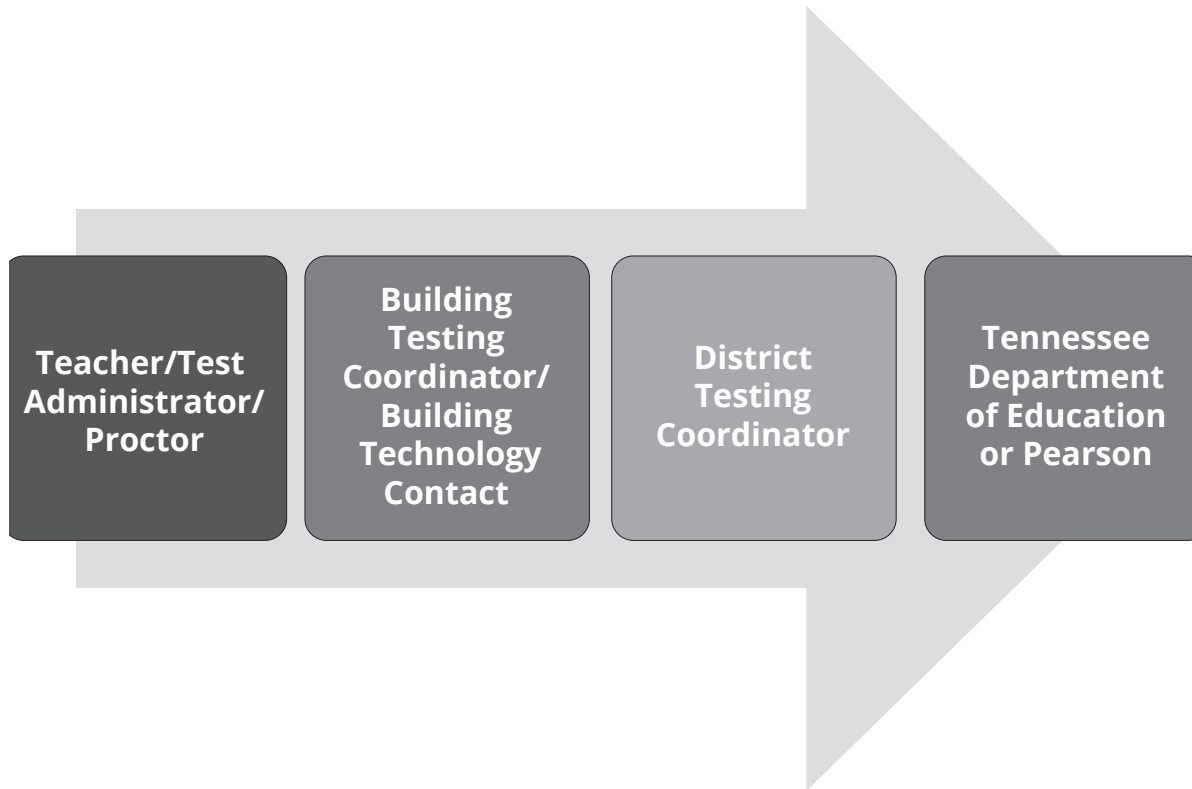 Teacher/Test
Administrator/
Proctor
Building
Testing
Coordinator/
Building
Technology
Contact
District
Testing
Coordinator
Tennessee
Department
of Education
or Pearson